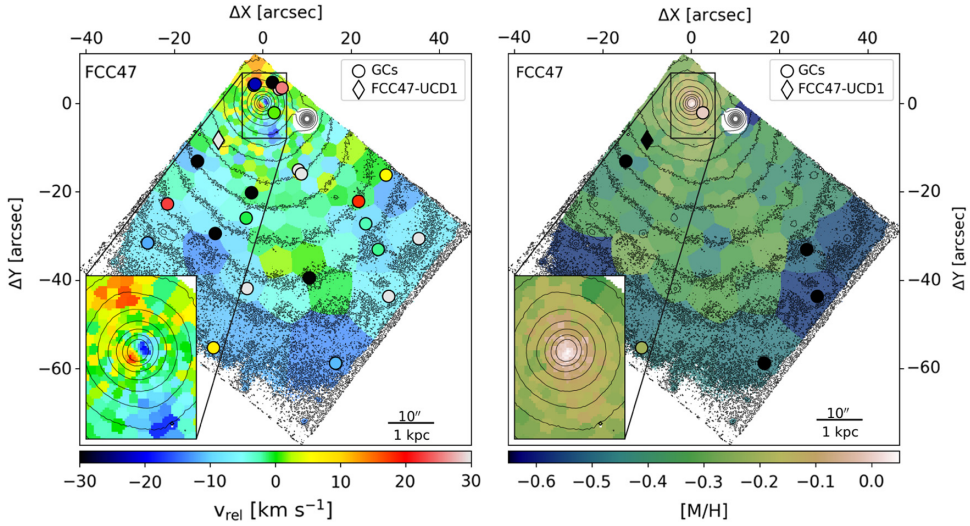 ΔX [arcsec]
−40 −20 0 20 40
FCC47
GCs
FCC47-UCD1
0
−20
−40
−60
ΔY [arcsec]
10″
1 kpc
−30 −20 −10 0 10 20 30
v_rel [km s⁻¹]
ΔX [arcsec]
−40 −20 0 20 40
FCC47
GCs
FCC47-UCD1
0
−20
−40
−60
ΔY [arcsec]
10″
1 kpc
−0.6 −0.5 −0.4 −0.3 −0.2 −0.1 0.0
[M/H]